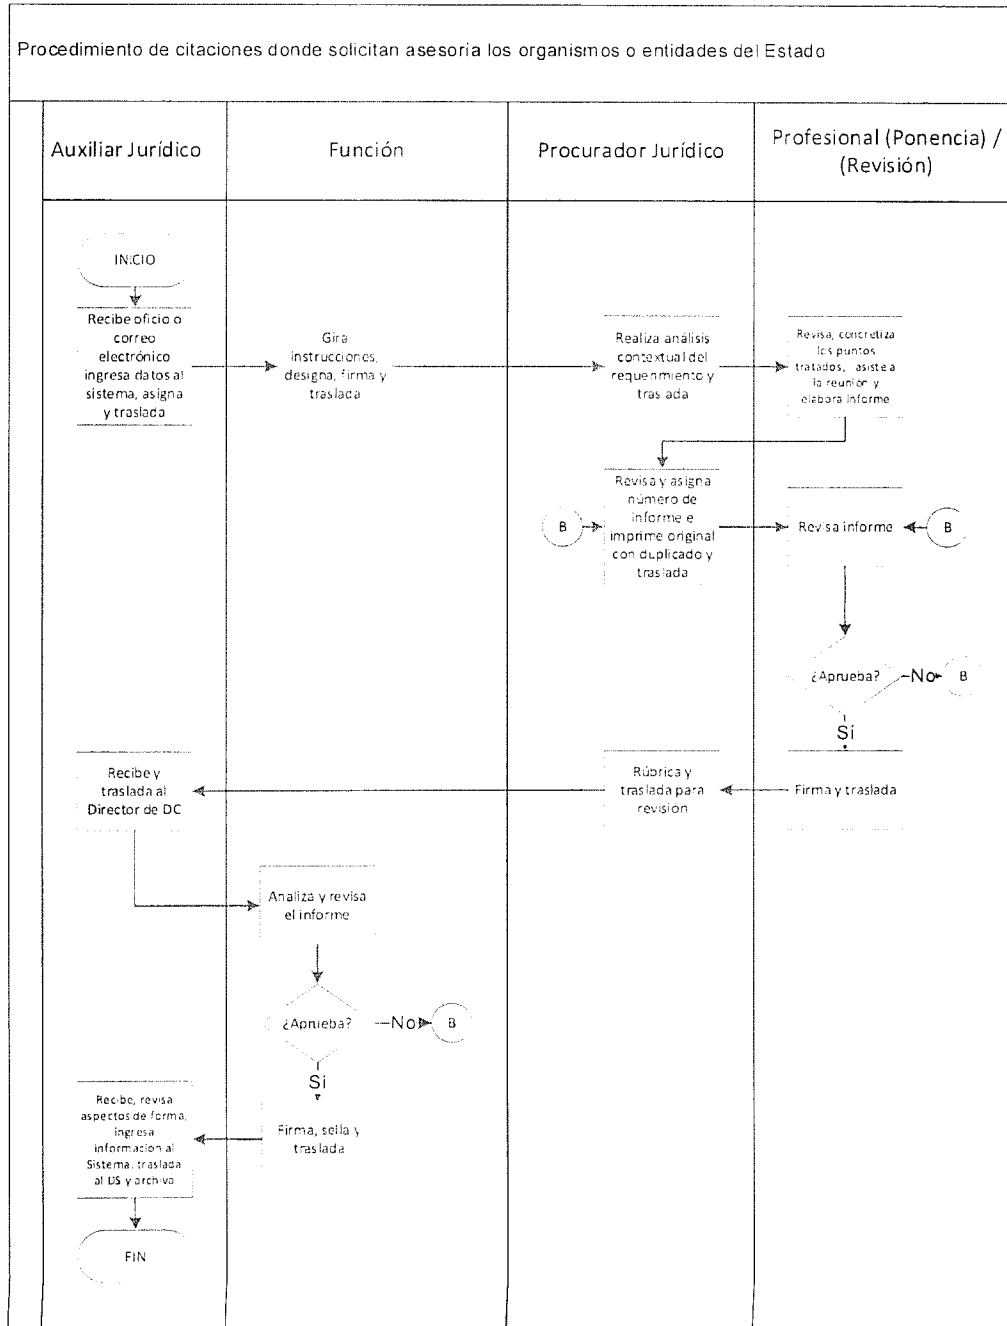 Procedimiento de citaciones donde solicitan asesoría los organismos o entidades del Estado
Auxiliar Jurídico
Función
Procurador Jurídico
Profesional (Ponencia) /
(Revisión)
INICIO
Recibe oficio o
correo
electrónico
ingresa datos al
sistema, asigna
y traslada
Gira
instrucciones,
designa, firma y
traslada
Realiza análisis
contextual del
requerimiento y
traslada
Revisa, concretiza
los puntos
tratados, asiste a
la reunión y
elabora informe
B
Revisa y asigna
número de
informe e
imprime original
con duplicado y
traslada
Revisa informe
B
¿Aprueba?
No
B
Sí
Recibe y
traslada al
Director de DC
Rúbrica y
traslada para
revisión
Firma y traslada
Analiza y revisa
el informe
¿Aprueba?
No
B
Sí
Recibe, revisa
aspectos de forma,
ingresa
información al
Sistema, traslada
al DS y archiva
Firma, sella y
traslada
FIN